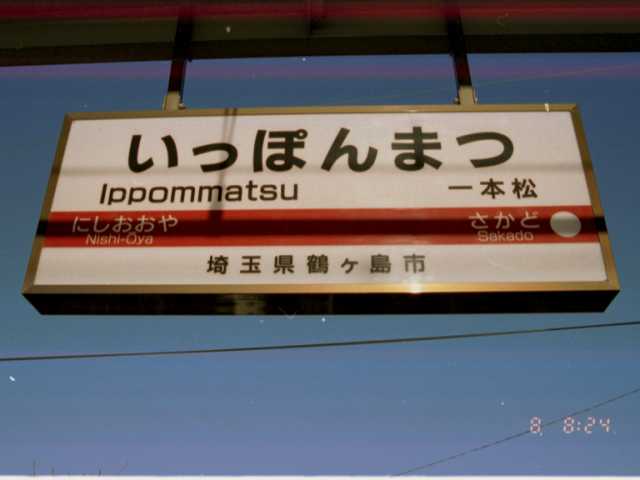 いっぽんまつ
Ippommatsu 一本松
にしおおや さかど
Nishi-Oya Sakado
埼玉県鶴ヶ島市
8. 8:24